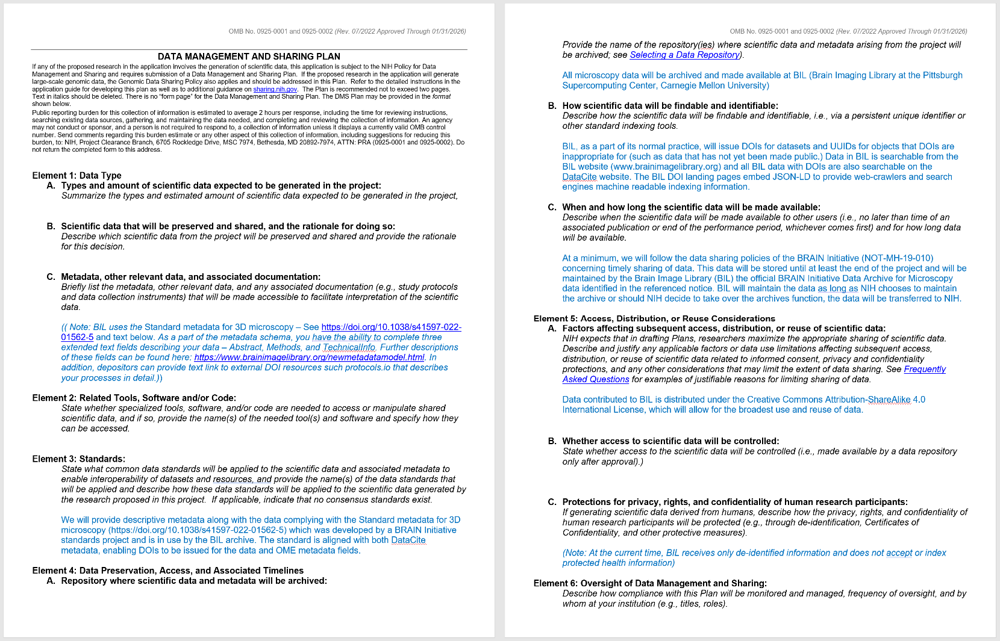 OMB No. 0925-0001 and 0925-0002 (Rev. 07/2022 Approved Through 01/31/2026)
DATA MANAGEMENT AND SHARING PLAN
If any of the proposed research in the application involves the generation of scientific data, this application is subject to the NIH Policy for Data
Management and Sharing and requires submission of a Data Management and Sharing Plan.  If the proposed research in the application will generate
large-scale genomic data, the Genomic Data Sharing Policy also applies and should be addressed in this Plan.  Refer to the detailed instructions in the
application guide for developing this plan as well as to additional guidance on sharing.nih.gov.  The Plan is recommended not to exceed two pages.
Text in italics should be deleted. There is no "form page" for the Data Management and Sharing Plan. The DMS Plan may be provided in the format
shown below.
Public reporting burden for this collection of information is estimated to average 2 hours per response, including the time for reviewing instructions,
searching existing data sources, gathering, and maintaining the data needed, and completing and reviewing the collection of information. An agency
may not conduct or sponsor, and a person is not required to respond to, a collection of information unless it displays a currently valid OMB control
number. Send comments regarding this burden estimate or any other aspect of this collection of information, including suggestions for reducing this
burden, to: NIH, Project Clearance Branch, 6705 Rockledge Drive, MSC 7974, Bethesda, MD 20892-7974, ATTN: PRA (0925-0001 and 0925-0002). Do
not return the completed form to this address.
Element 1: Data Type
A. Types and amount of scientific data expected to be generated in the project:
Summarize the types and estimated amount of scientific data expected to be generated in the project,
B. Scientific data that will be preserved and shared, and the rationale for doing so:
Describe which scientific data from the project will be preserved and shared and provide the rationale
for this decision.
C. Metadata, other relevant data, and associated documentation:
Briefly list the metadata, other relevant data, and any associated documentation (e.g., study protocols
and data collection instruments) that will be made accessible to facilitate interpretation of the scientific
data.
(( Note: BIL uses the Standard metadata for 3D microscopy – See https://doi.org/10.1038/s41597-022-
01562-5 and text below. As a part of the metadata schema, you have the ability to complete three
extended text fields describing your data – Abstract, Methods, and TechnicalInfo. Further descriptions
of these fields can be found here: https://www.brainimagelibrary.org/newmetadatamodel.html. In
addition, depositors can provide text link to external DOI resources such protocols.io that describes
your processes in detail.))
Element 2: Related Tools, Software and/or Code:
State whether specialized tools, software, and/or code are needed to access or manipulate shared
scientific data, and if so, provide the name(s) of the needed tool(s) and software and specify how they
can be accessed.
Element 3: Standards:
State what common data standards will be applied to the scientific data and associated metadata to
enable interoperability of datasets and resources, and provide the name(s) of the data standards that
will be applied and describe how these data standards will be applied to the scientific data generated by
the research proposed in this project.  If applicable, indicate that no consensus standards exist.
We will provide descriptive metadata along with the data complying with the Standard metadata for 3D
microscopy (https://doi.org/10.1038/s41597-022-01562-5) which was developed by a BRAIN Initiative
standards project and is in use by the BIL archive. The standard is aligned with both DataCite
metadata, enabling DOIs to be issued for the data and OME metadata fields.
Element 4: Data Preservation, Access, and Associated Timelines
A. Repository where scientific data and metadata will be archived:
OMB No. 0925-0001 and 0925-0002 (Rev. 07/2022 Approved Through 01/31/2026)
Provide the name of the repository(ies) where scientific data and metadata arising from the project will
be archived; see Selecting a Data Repository).
All microscopy data will be archived and made available at BIL (Brain Imaging Library at the Pittsburgh
Supercomputing Center, Carnegie Mellon University)
B. How scientific data will be findable and identifiable:
Describe how the scientific data will be findable and identifiable, i.e., via a persistent unique identifier or
other standard indexing tools.
BIL, as a part of its normal practice, will issue DOIs for datasets and UUIDs for objects that DOIs are
inappropriate for (such as data that has not yet been made public.) Data in BIL is searchable from the
BIL website (www.brainimagelibrary.org) and all BIL data with DOIs are also searchable on the
DataCite website. The BIL DOI landing pages embed JSON-LD to provide web-crawlers and search
engines machine readable indexing information.
C. When and how long the scientific data will be made available:
Describe when the scientific data will be made available to other users (i.e., no later than time of an
associated publication or end of the performance period, whichever comes first) and for how long data
will be available.
At a minimum, we will follow the data sharing policies of the BRAIN Initiative (NOT-MH-19-010)
concerning timely sharing of data. This data will be stored until at least the end of the project and will be
maintained by the Brain Image Library (BIL) the official BRAIN Initiative Data Archive for Microscopy
data identified in the referenced notice. BIL will maintain the data as long as NIH chooses to maintain
the archive or should NIH decide to take over the archives function, the data will be transferred to NIH.
Element 5: Access, Distribution, or Reuse Considerations
A. Factors affecting subsequent access, distribution, or reuse of scientific data:
NIH expects that in drafting Plans, researchers maximize the appropriate sharing of scientific data.
Describe and justify any applicable factors or data use limitations affecting subsequent access,
distribution, or reuse of scientific data related to informed consent, privacy and confidentiality
protections, and any other considerations that may limit the extent of data sharing. See Frequently
Asked Questions for examples of justifiable reasons for limiting sharing of data.
Data contributed to BIL is distributed under the Creative Commons Attribution-ShareAlike 4.0
International License, which will allow for the broadest use and reuse of data.
B. Whether access to scientific data will be controlled:
State whether access to the scientific data will be controlled (i.e., made available by a data repository
only after approval).)
C. Protections for privacy, rights, and confidentiality of human research participants:
If generating scientific data derived from humans, describe how the privacy, rights, and confidentiality of
human research participants will be protected (e.g., through de-identification, Certificates of
Confidentiality, and other protective measures).
(Note: At the current time, BIL receives only de-identified information and does not accept or index
protected health information)
Element 6: Oversight of Data Management and Sharing:
Describe how compliance with this Plan will be monitored and managed, frequency of oversight, and by
whom at your institution (e.g., titles, roles).